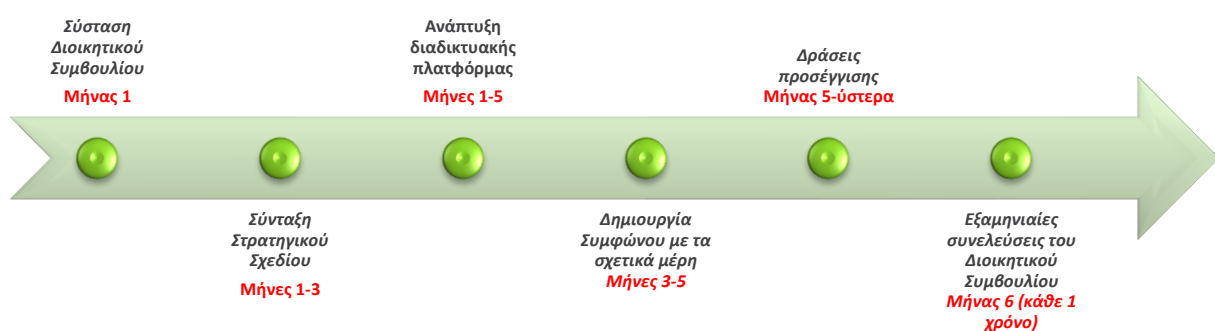 Σύσταση
Διοικητικού
Συμβουλίου
Μήνας 1
Σύνταξη
Στρατηγικού
Σχεδίου
Μήνες 1-3
Ανάπτυξη
διαδικτυακής
πλατφόρμας
Μήνες 1-5
Δημιουργία
Συμφώνου με τα
σχετικά μέρη
Μήνες 3-5
Δράσεις
προσέγγισης
Μήνας 5-ύστερα
Εξαμηνιαίες
συνελεύσεις του
Διοικητικού
Συμβουλίου
Μήνας 6 (κάθε 1
χρόνο)